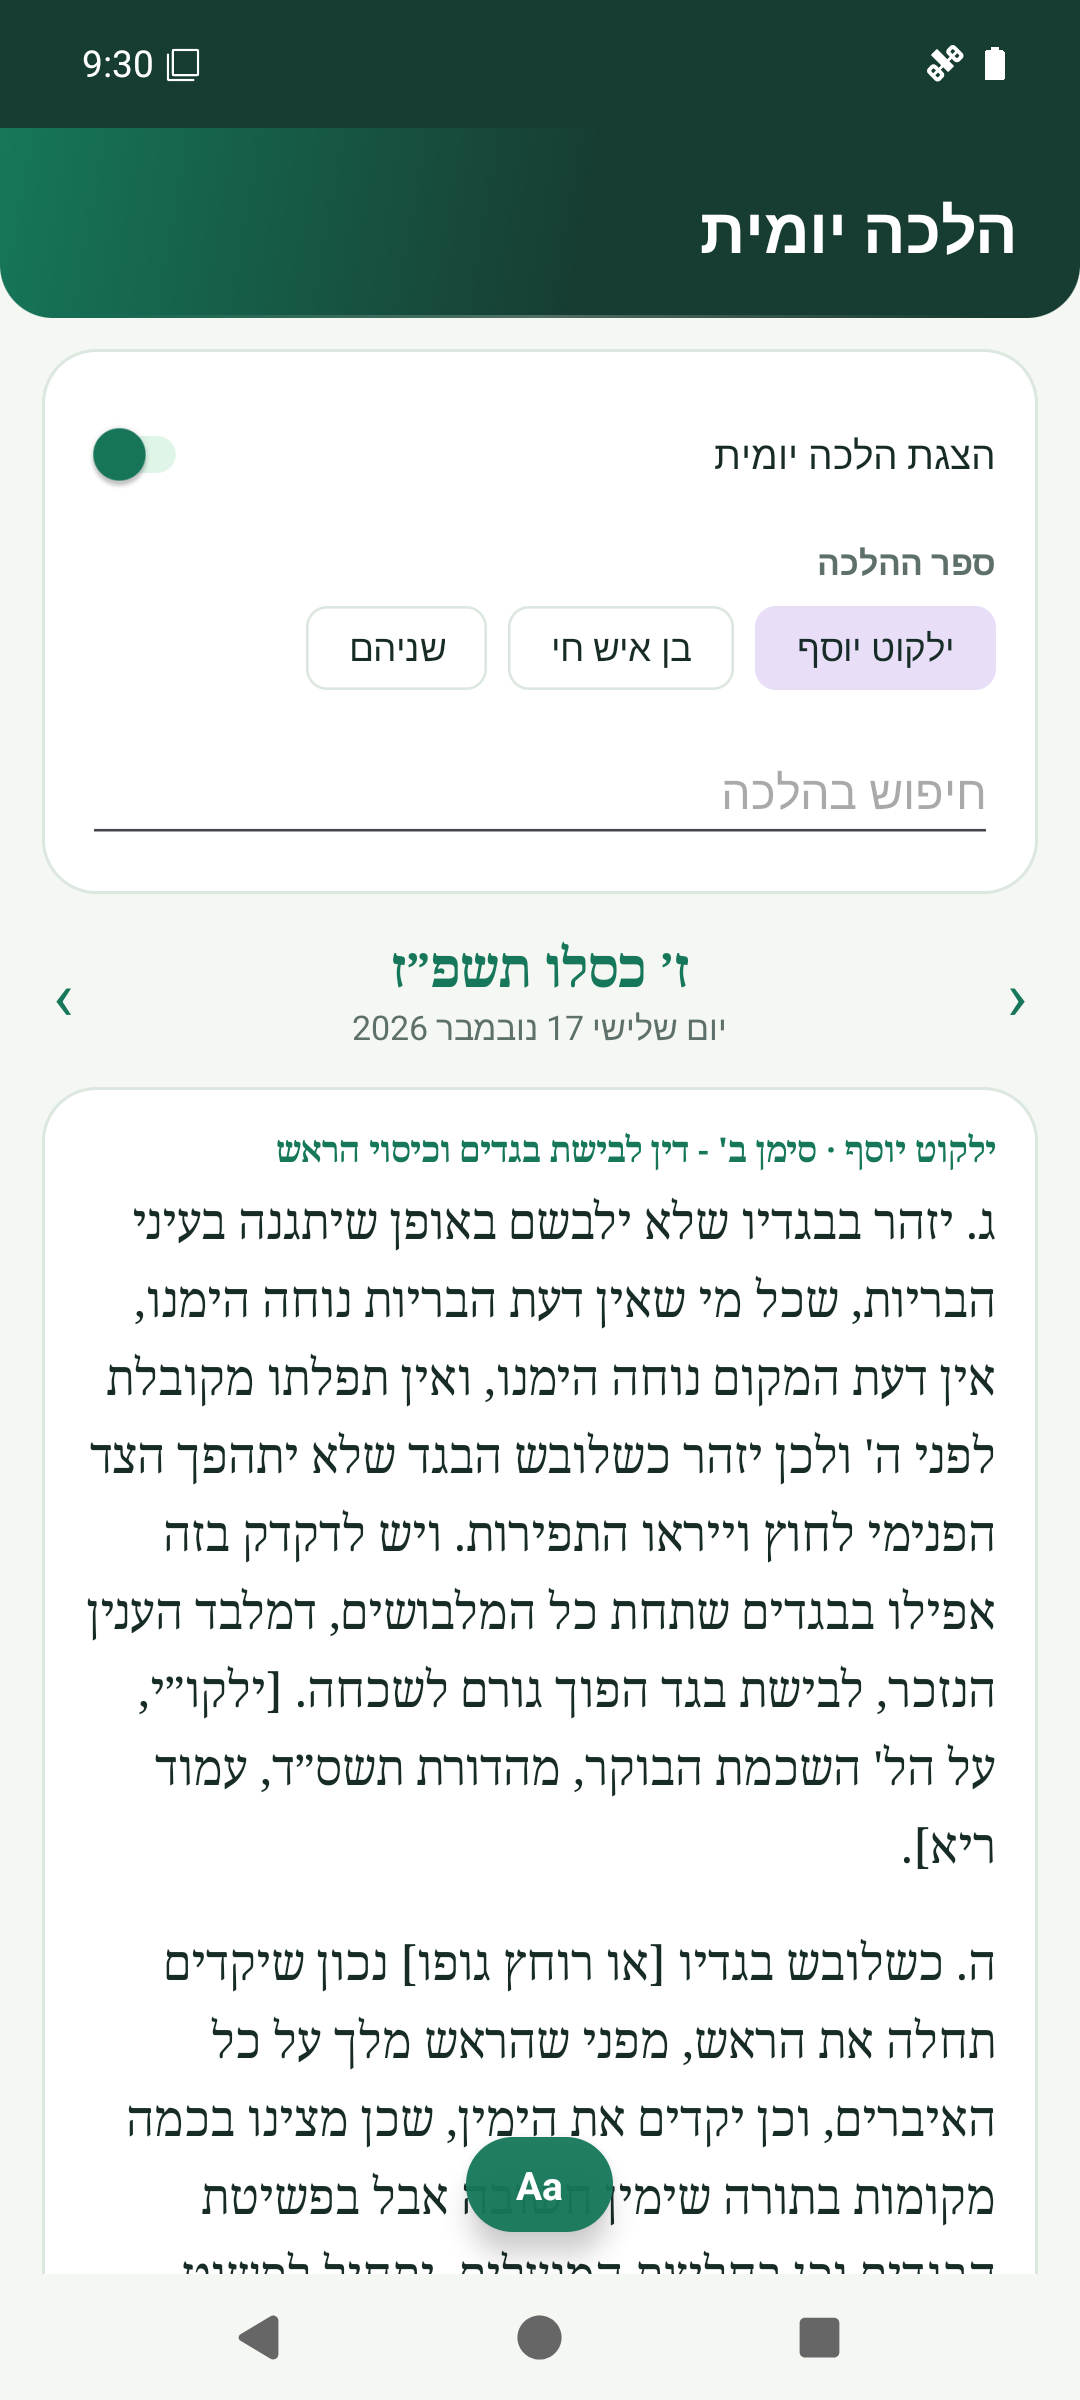 9:30
הלכה יומית
הצגת הלכה יומית
ספר ההלכה
ילקוט יוסף
בן איש חי
שניהם
חיפוש בהלכה
ז׳ כסלו תשפ״ז
יום שלישי 17 נובמבר 2026
ילקוט יוסף · סימן ב' - דין לבישת בגדים וכיסוי הראש
ג. יזהר בבגדיו שלא ילבשם באופן שיתגנה בעיני
הבריות, שכל מי שאין דעת הבריות נוחה הימנו,
אין דעת המקום נוחה הימנו, ואין תפלתו מקובלת
לפני ה' ולכן יזהר כשלובש הבגד שלא יתהפך הצד
הפנימי לחוץ וייראו התפירות. ויש לדקדק בזה
אפילו בבגדים שתחת כל המלבושים, דמלבד הענין
הנזכר, לבישת בגד הפוך גורם לשכחה. [ילקו״י,
על הל' השכמת הבוקר, מהדורת תשס״ד, עמוד
ריא].
ה. כשלובש בגדיו [או רוחץ גופו] נכון שיקדים
תחלה את הראש, מפני שהראש מלך על כל
האיברים, וכן יקדים את הימין, שכן מצינו בכמה
מקומות בתורה שימין חשובה אבל בפשיטת
Aa